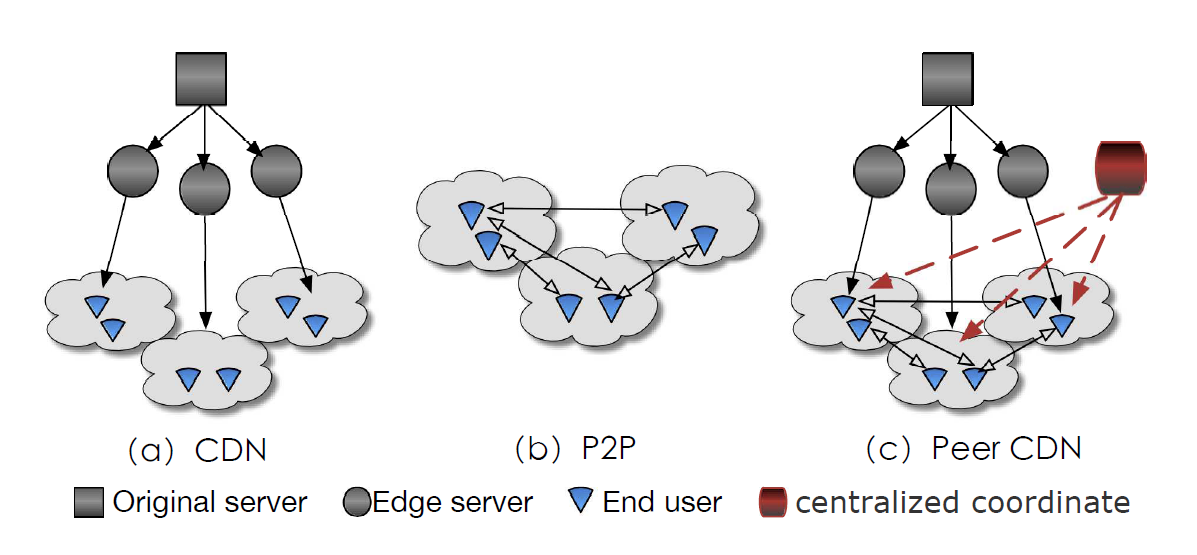 (a) CDN
(b) P2P
(c) Peer CDN
Original server
Edge server
End user
centralized coordinate